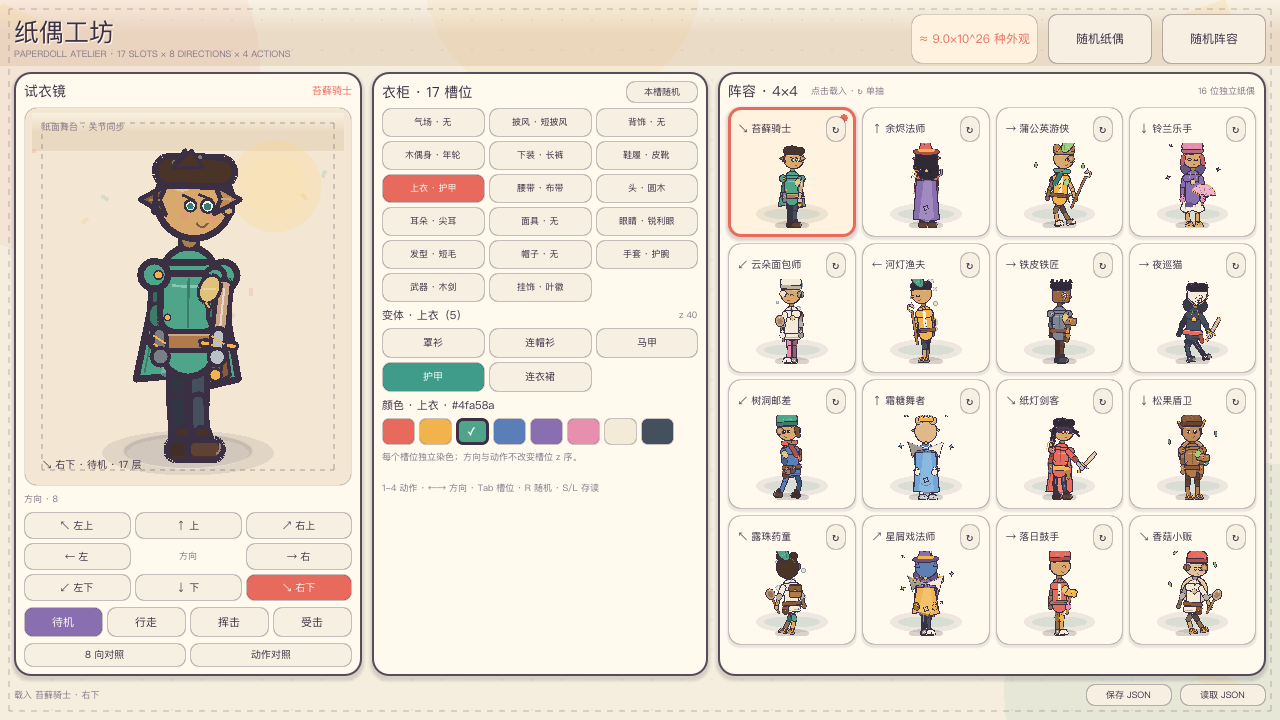 纸偶工坊
PAPERDOLL ATELIER · 17 SLOTS × 8 DIRECTIONS × 4 ACTIONS
≈ 9.0×10^26 种外观
随机纸偶
随机阵容
试衣镜
苔藓骑士
纸面舞台 · 关节同步
↘ 右下 · 待机 · 17 层
方向 · 8
↖ 左上
↑ 上
↗ 右上
← 左
方向
→ 右
↙ 左下
↓ 下
↘ 右下
待机
行走
挥击
受击
8 向对照
动作对照
衣柜 · 17 槽位
本槽随机
气场 · 无
披风 · 短披风
背饰 · 无
木偶身 · 年轮
下装 · 长裤
鞋履 · 皮靴
上衣 · 护甲
腰带 · 布带
头 · 圆木
耳朵 · 尖耳
面具 · 无
眼睛 · 锐利眼
发型 · 短毛
帽子 · 无
手套 · 护腕
武器 · 木剑
挂饰 · 叶徽
变体 · 上衣（5）
z 40
罩衫
连帽衫
马甲
护甲
连衣裙
颜色 · 上衣 · #4fa58a
✓
每个槽位独立染色；方向与动作不改变槽位 z 序。
1–4 动作 · ←→ 方向 · Tab 槽位 · R 随机 · S/L 存读
阵容 · 4×4
点击载入 · ↻ 单抽
16 位独立纸偶
↘ 苔藓骑士 ↻
↑ 余烬法师 ↻
→ 蒲公英游侠 ↻
↓ 铃兰乐手 ↻
↙ 云朵面包师 ↻
← 河灯渔夫 ↻
→ 铁皮铁匠 ↻
→ 夜巡猫 ↻
↙ 树洞邮差 ↻
↑ 霜糖舞者 ↻
↘ 纸灯剑客 ↻
↓ 松果盾卫 ↻
↖ 露珠药童 ↻
↗ 星屑戏法师 ↻
→ 落日鼓手 ↻
↘ 香菇小贩 ↻
载入 苔藓骑士 · 右下
保存 JSON
读取 JSON